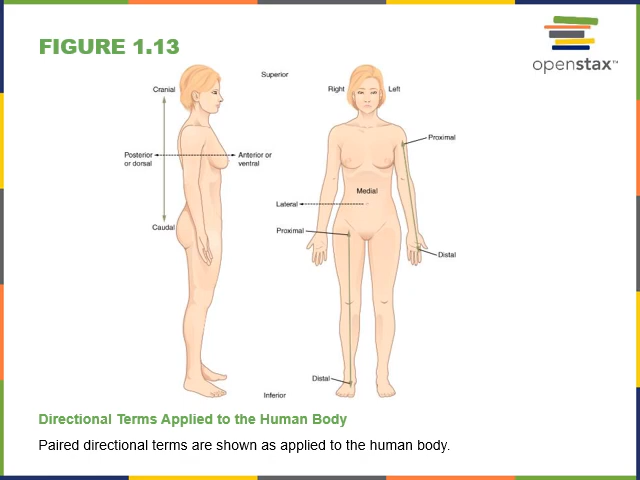 FIGURE 1.13
openstax™
Superior
Cranial
Right
Left
Proximal
Posterior
or dorsal
Anterior or
ventral
Medial
Lateral
Caudal
Proximal
Distal
Distal
Inferior
Directional Terms Applied to the Human Body
Paired directional terms are shown as applied to the human body.